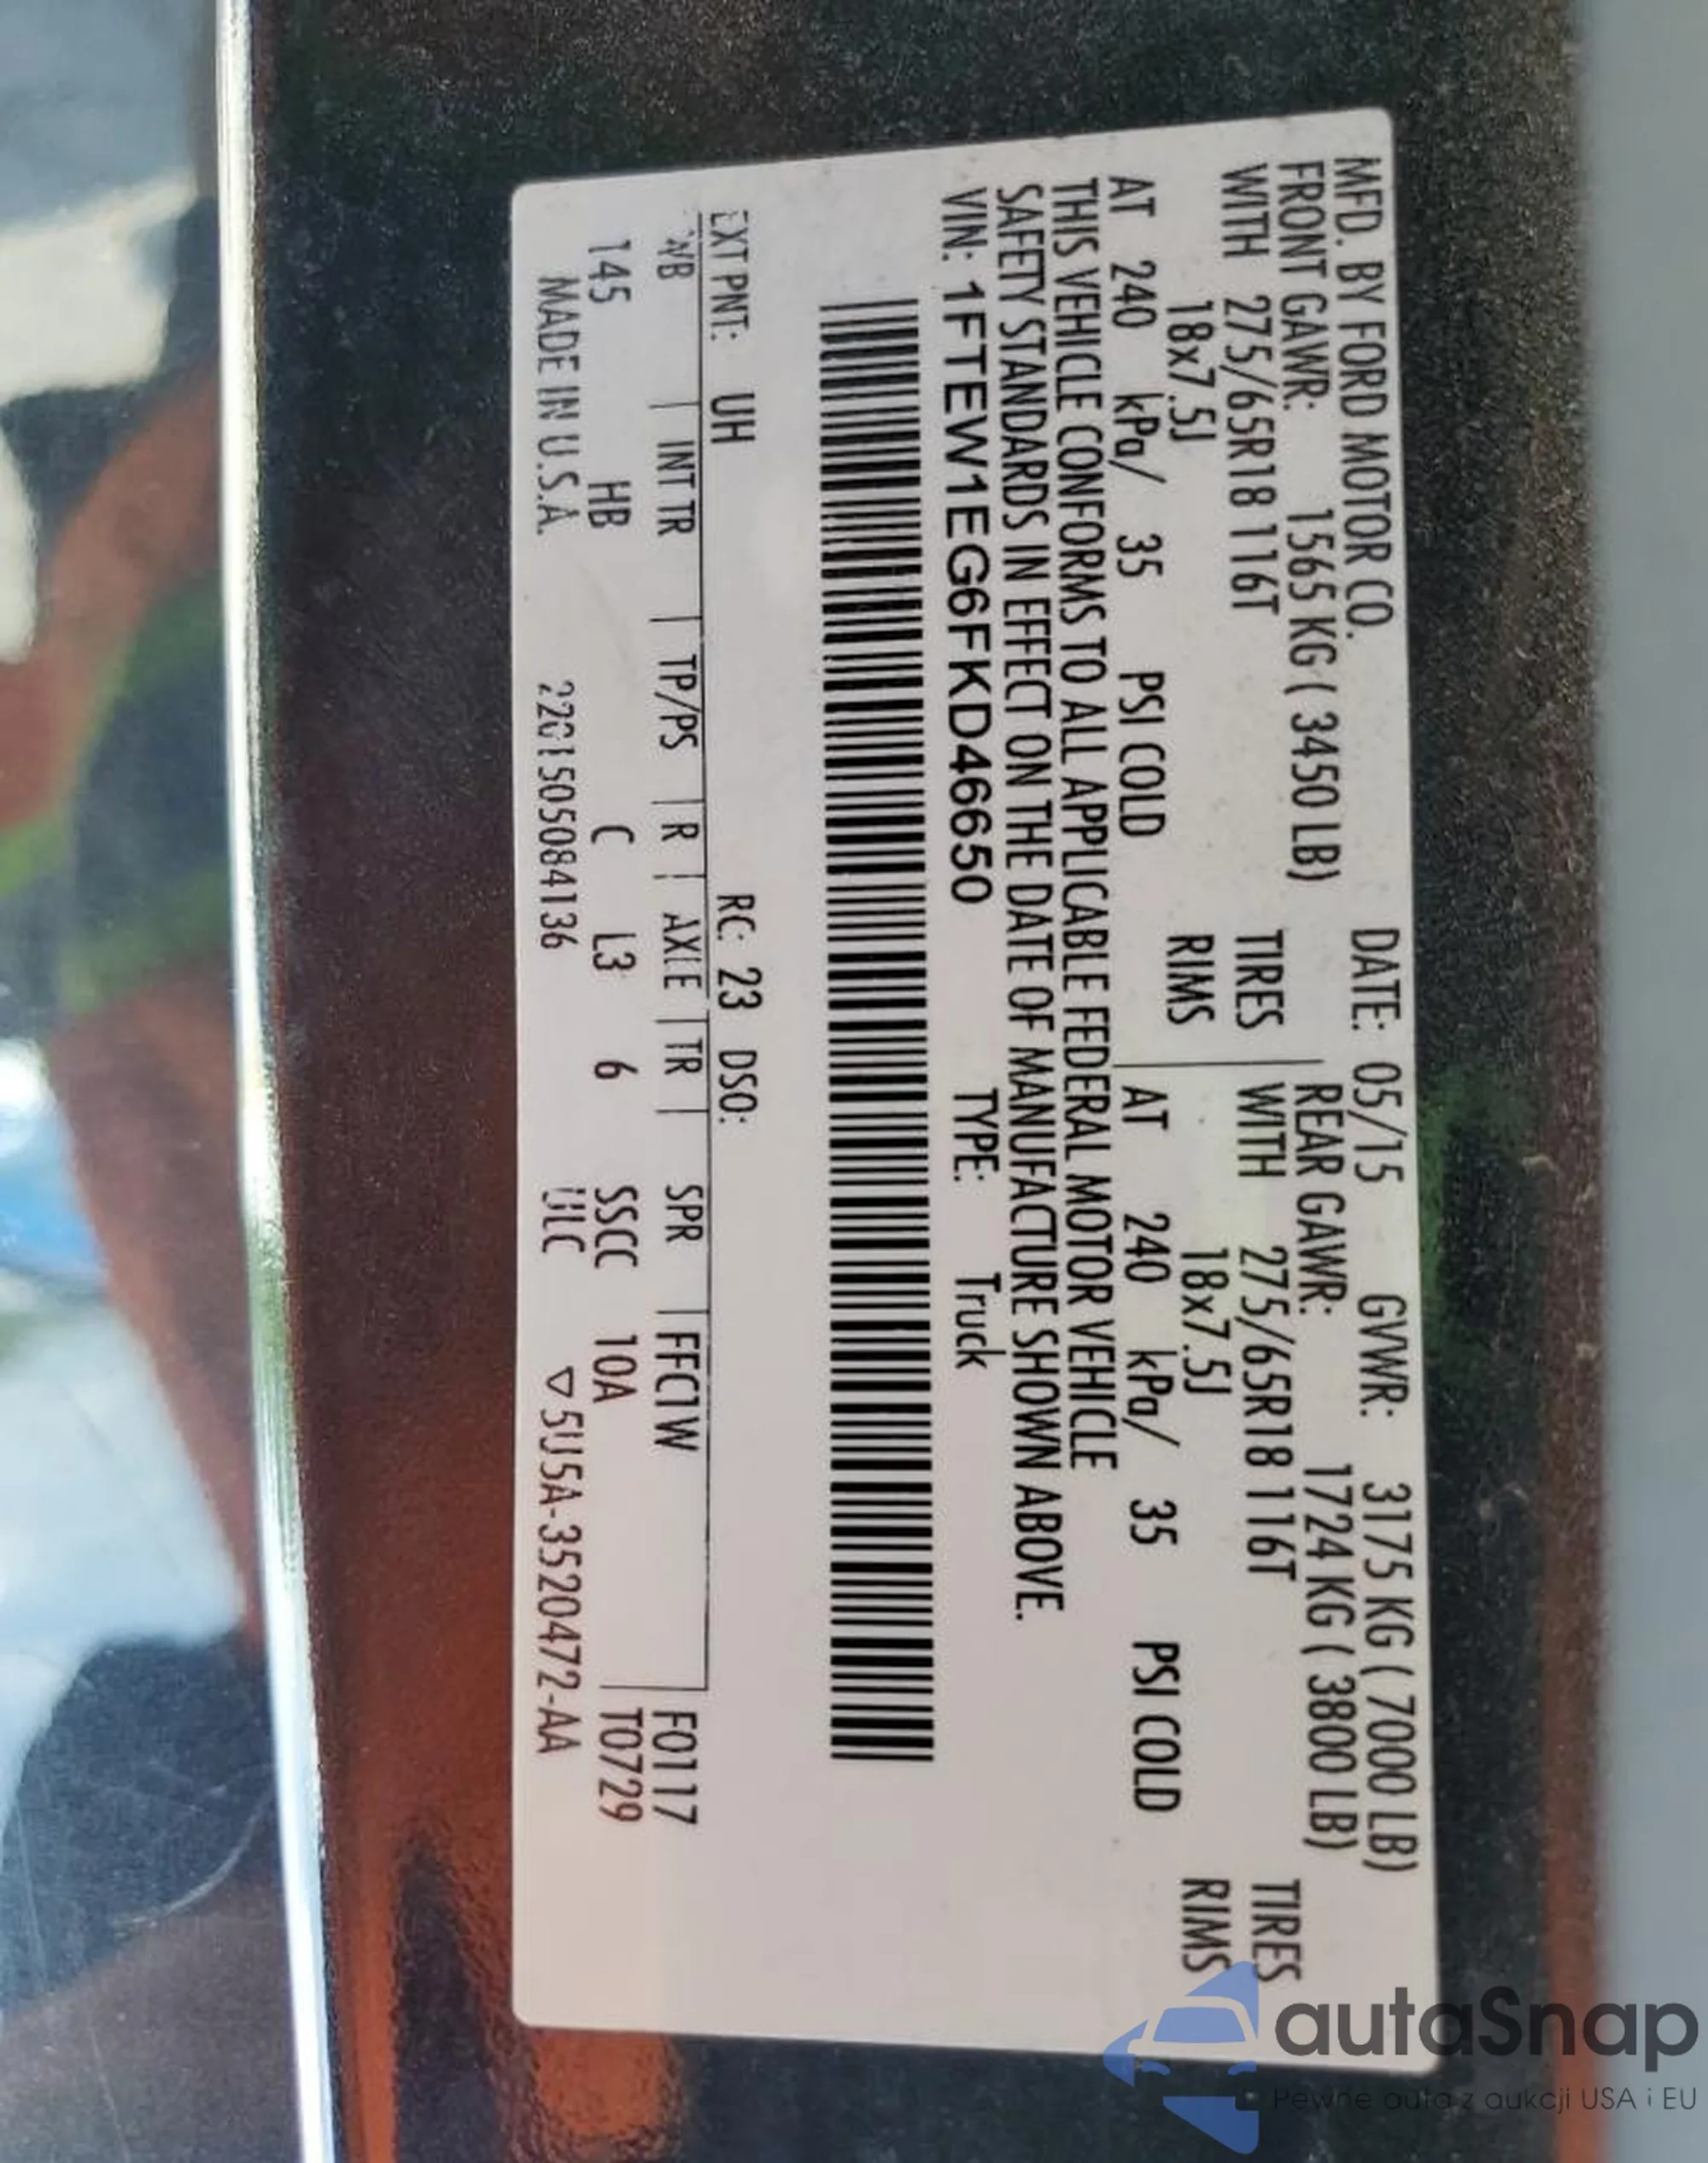 MFD. BY FORD MOTOR CO. DATE: 05/15 GVWR: 3175 KG ( 7000 LB)
FRONT GAWR: 1565 KG ( 3450 LB) REAR GAWR: 1724 KG ( 3800 LB)
WITH 275/65R18 116T TIRES WITH 275/65R18 116T TIRES
18x7.5J RIMS 18x7.5J RIMS
AT 240 kPa/ 35 PSI COLD AT 240 kPa/ 35 PSI COLD
THIS VEHICLE CONFORMS TO ALL APPLICABLE FEDERAL MOTOR VEHICLE
SAFETY STANDARDS IN EFFECT ON THE DATE OF MANUFACTURE SHOWN ABOVE.
VIN: 1FTEW1EG6FKD46650 TYPE: Truck
EXT PNT: UH RC: 23 DSO:
WB INT TR TP/PS R AXLE TR SPR FFC1W F0117
145 HB C L3 6 SSCC 10A T0729
MADE IN U.S.A. 2201505084136 ULC ▽5U5A-3520472-AA
autaSnap
Pewne auta z aukcji USA i EU